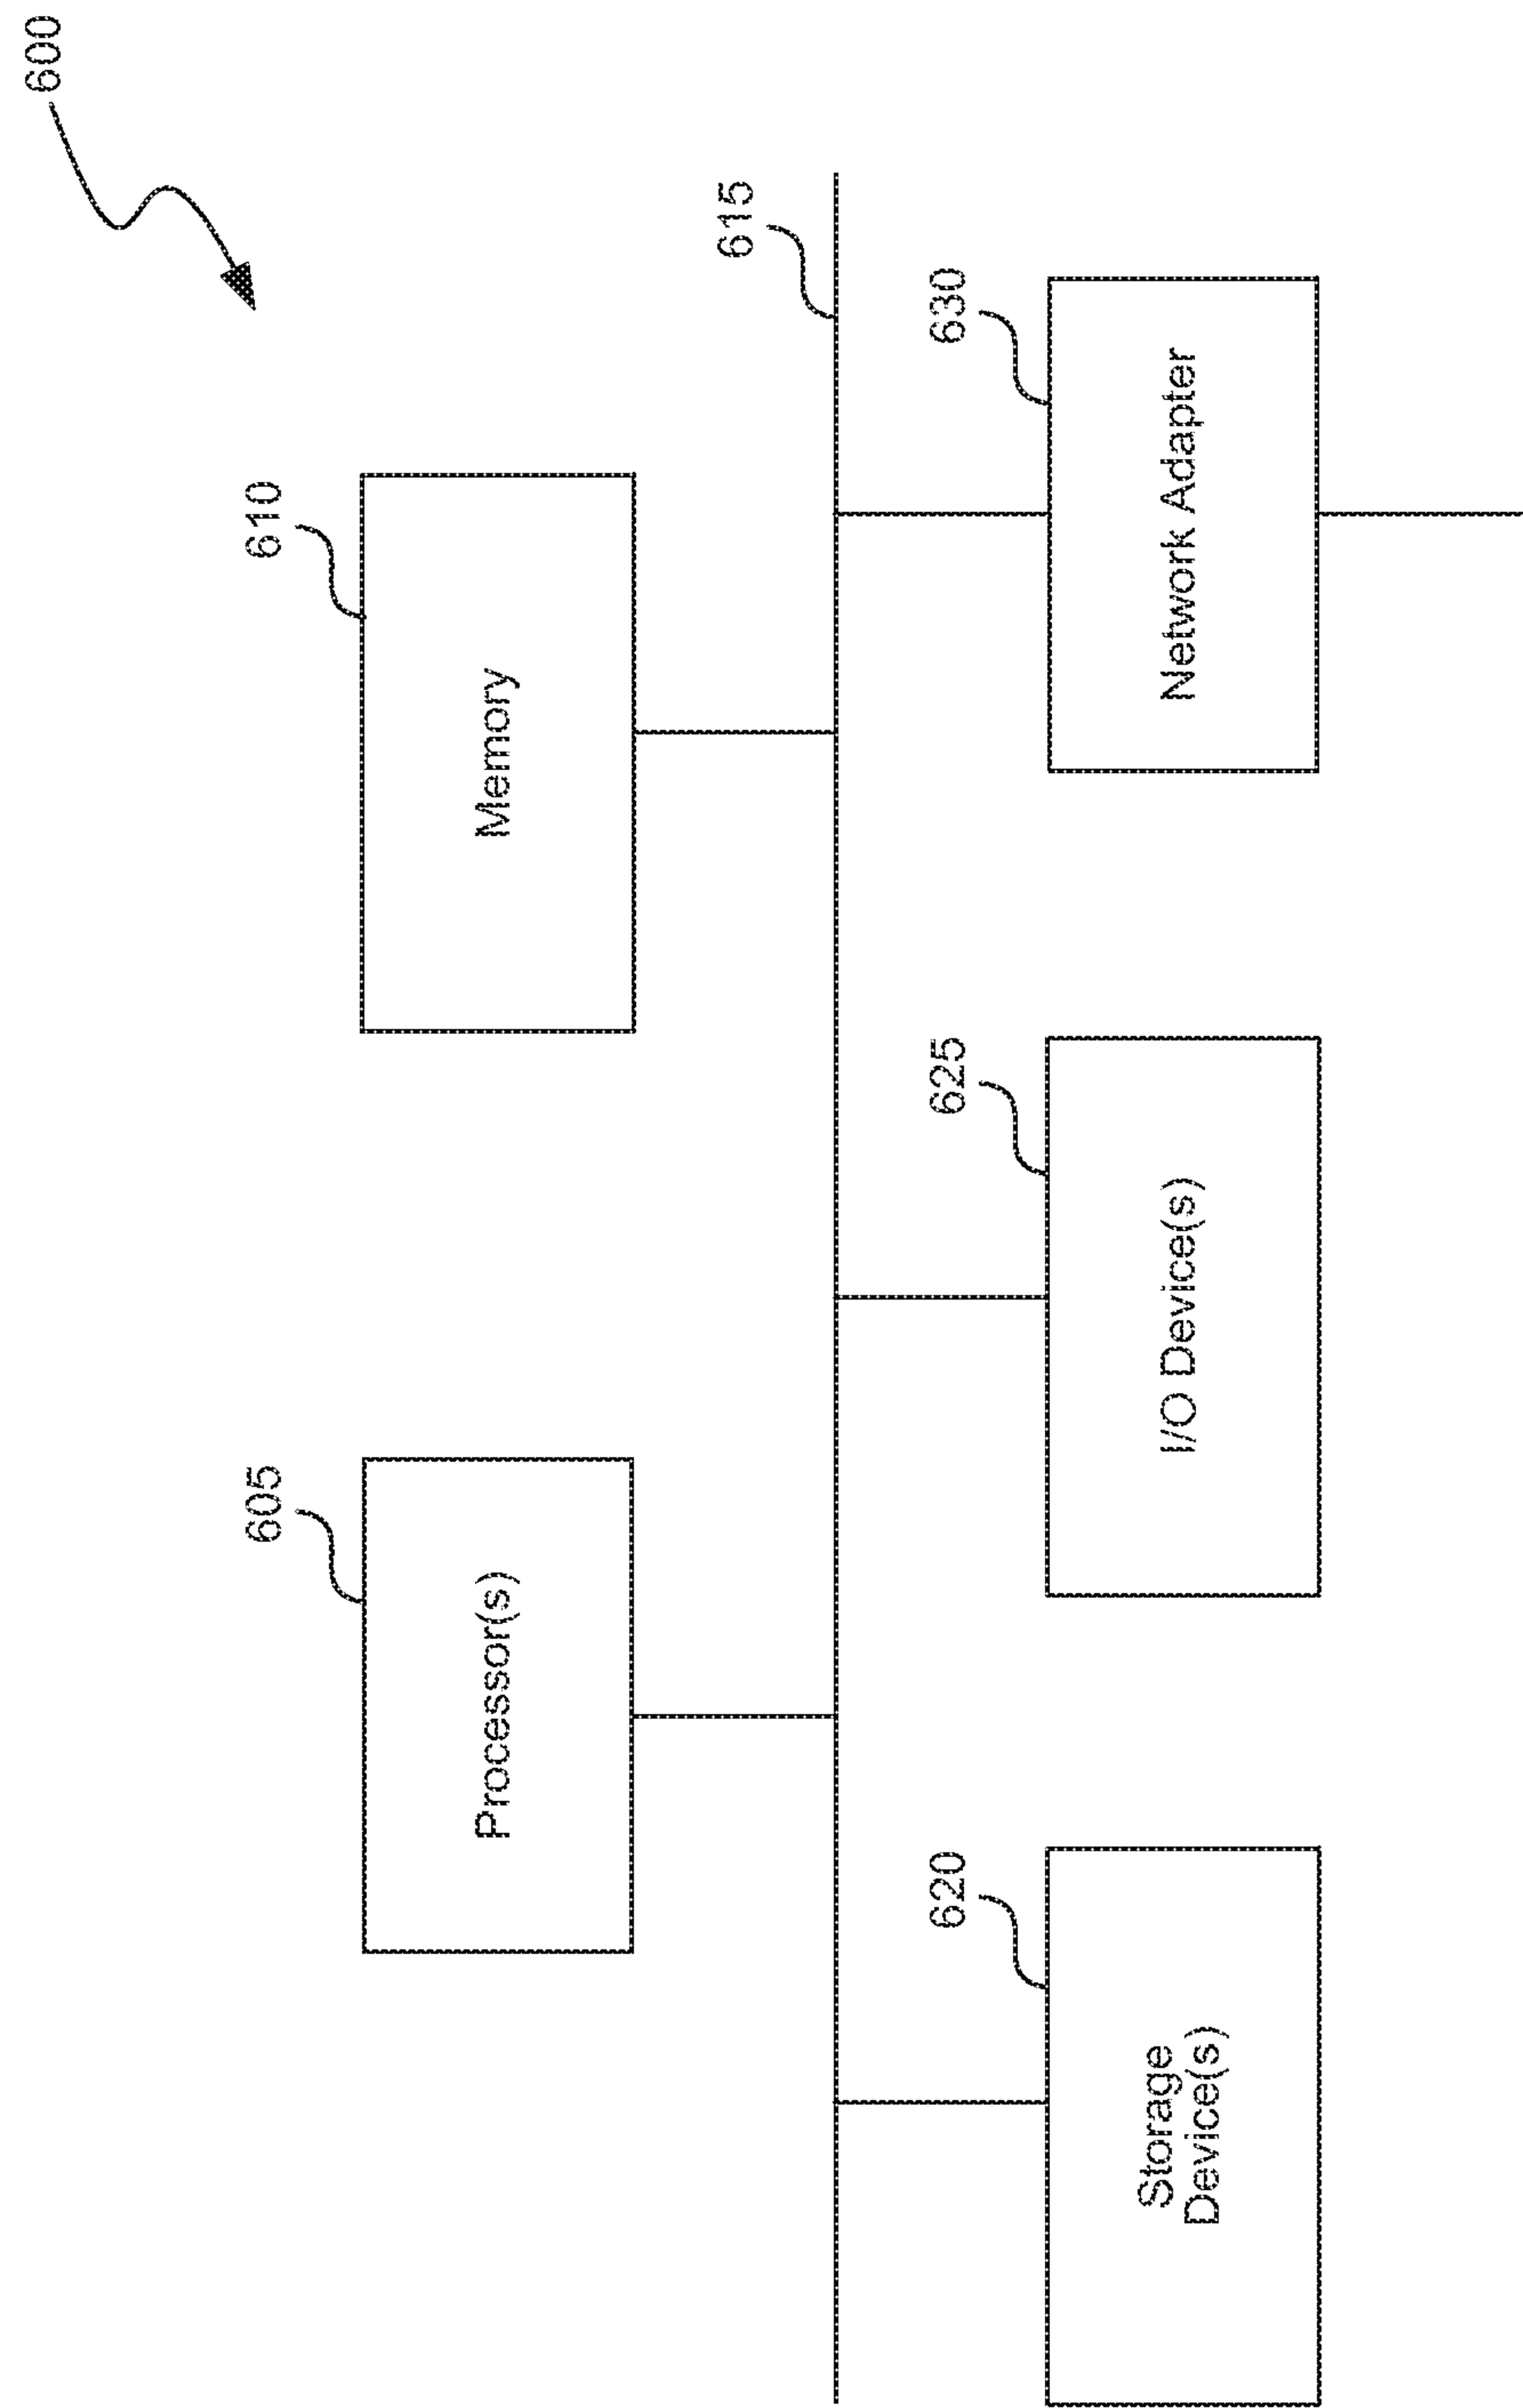 600
605
Processor(s)
610
Memory
615
620
Storage
Device(s)
625
I/O Device(s)
630
Network Adapter